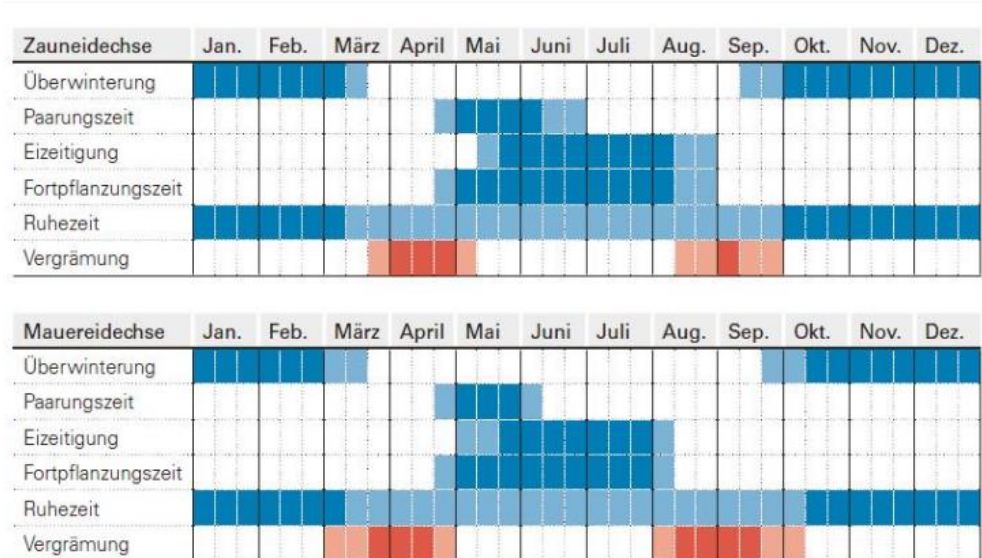 Zauneidechse Jan. Feb. März April Mai Juni Juli Aug. Sep. Okt. Nov. Dez.
Überwinterung
Paarungszeit
Eizeitigung
Fortpflanzungszeit
Ruhezeit
Vergrämung
Mauereidechse Jan. Feb. März April Mai Juni Juli Aug. Sep. Okt. Nov. Dez.
Überwinterung
Paarungszeit
Eizeitigung
Fortpflanzungszeit
Ruhezeit
Vergrämung